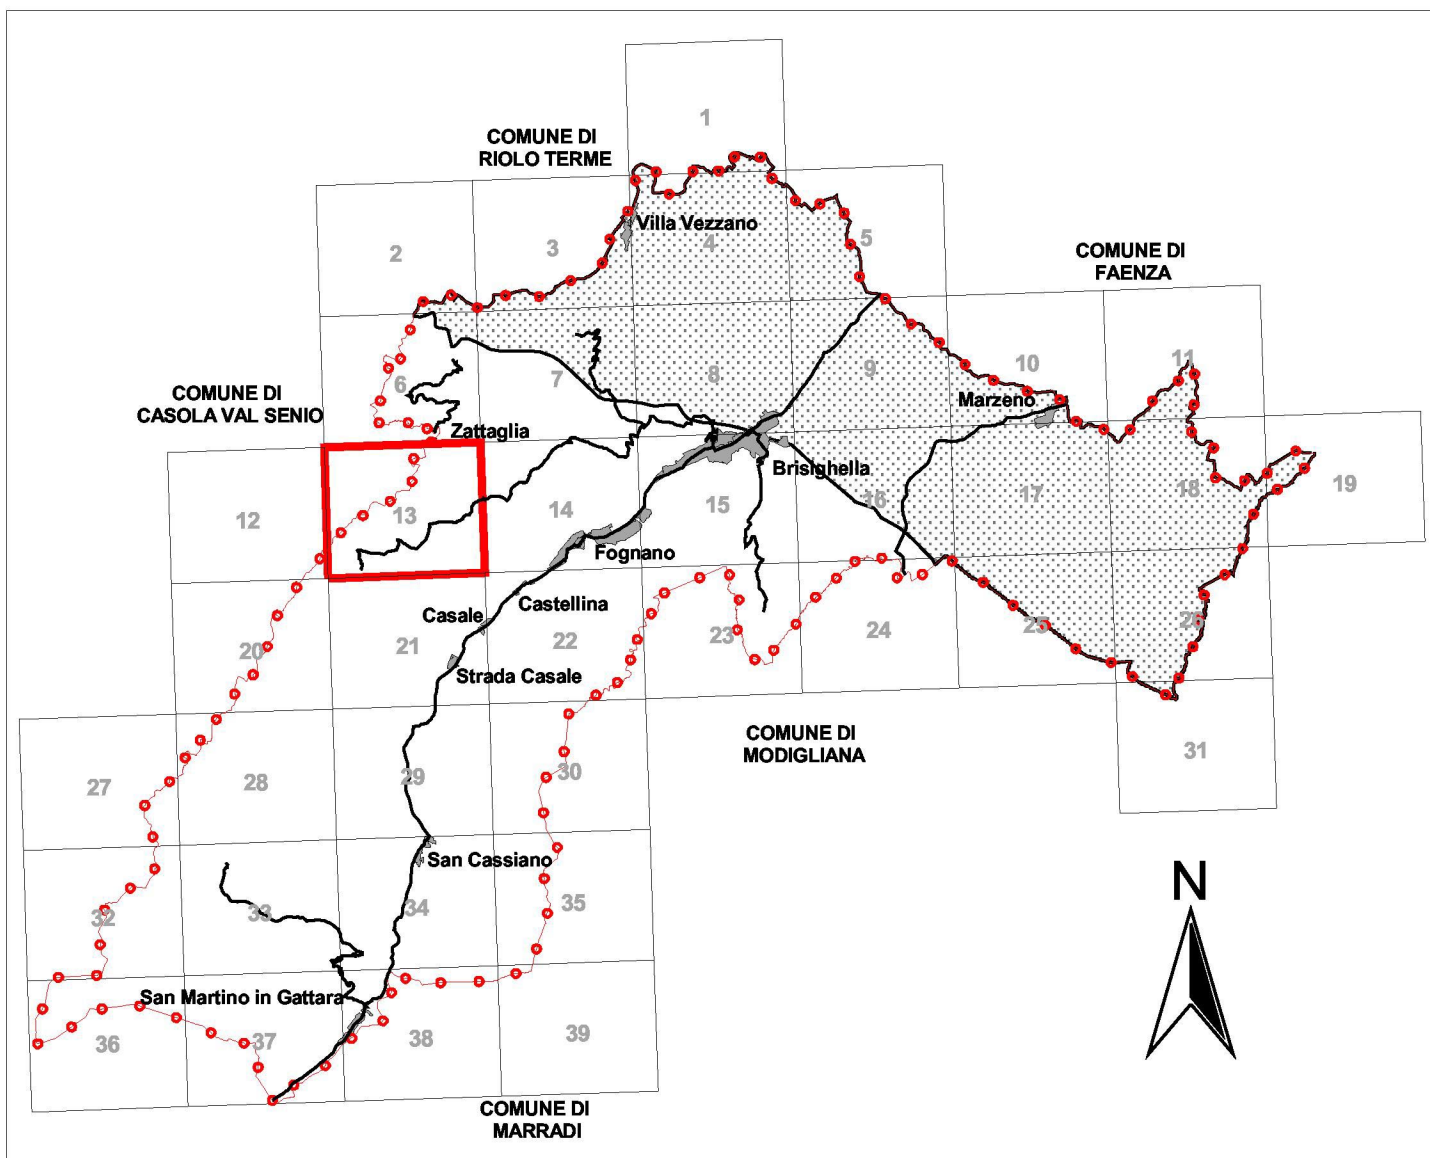 1
COMUNE DI
RIOLO TERME
Villa Vezzano
2
3
4
5
COMUNE DI
FAENZA
6
7
8
9
10
11
COMUNE DI
CASOLA VAL SENIO
Marzeno
Zattaglia
Brisighella
12
13
14
15
16
17
18
19
Fognano
Castellina
Casale
20
21
22
23
24
25
26
Strada Casale
COMUNE DI
MODIGLIANA
27
28
29
30
31
San Cassiano
32
33
34
35
N
San Martino in Gattara
36
37
38
39
COMUNE DI
MARRADI